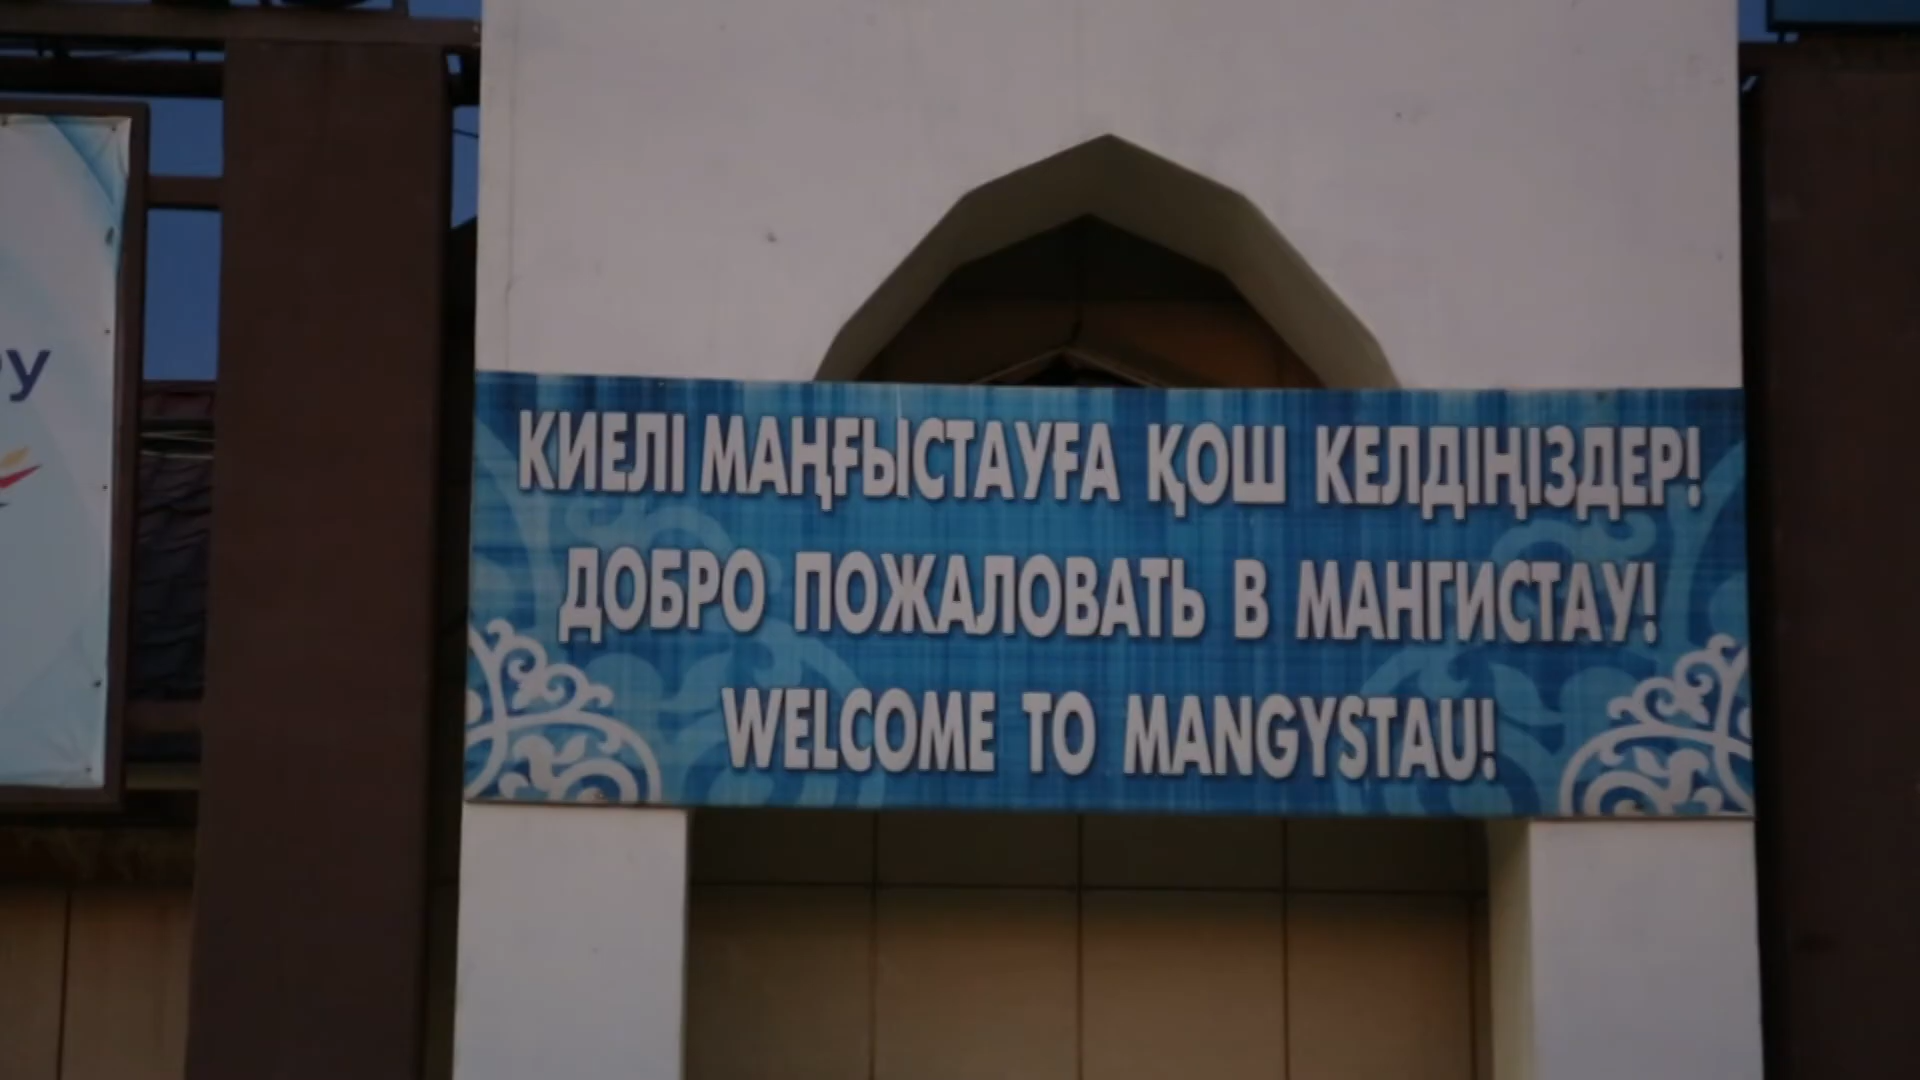 КИЕЛІ МАҢҒЫСТАУҒА ҚОШ КЕЛДІҢІЗДЕР!
ДОБРО ПОЖАЛОВАТЬ В МАНГИСТАУ!
WELCOME TO MANGYSTAU!